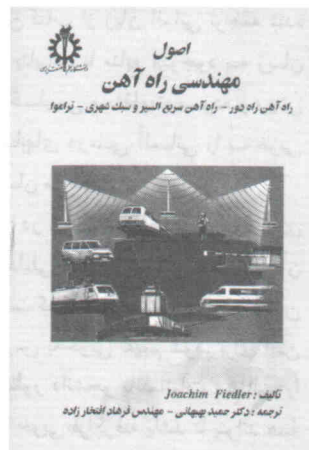 اصول
مهندسی راه آهن
راه آهن راه دور - راه آهن سریع السیر و سبک شهری - تراموا
تالیف: Joachim Fiedler
ترجمه: دکتر حمید بهبهانی - مهندس فرهاد افتخار زاده